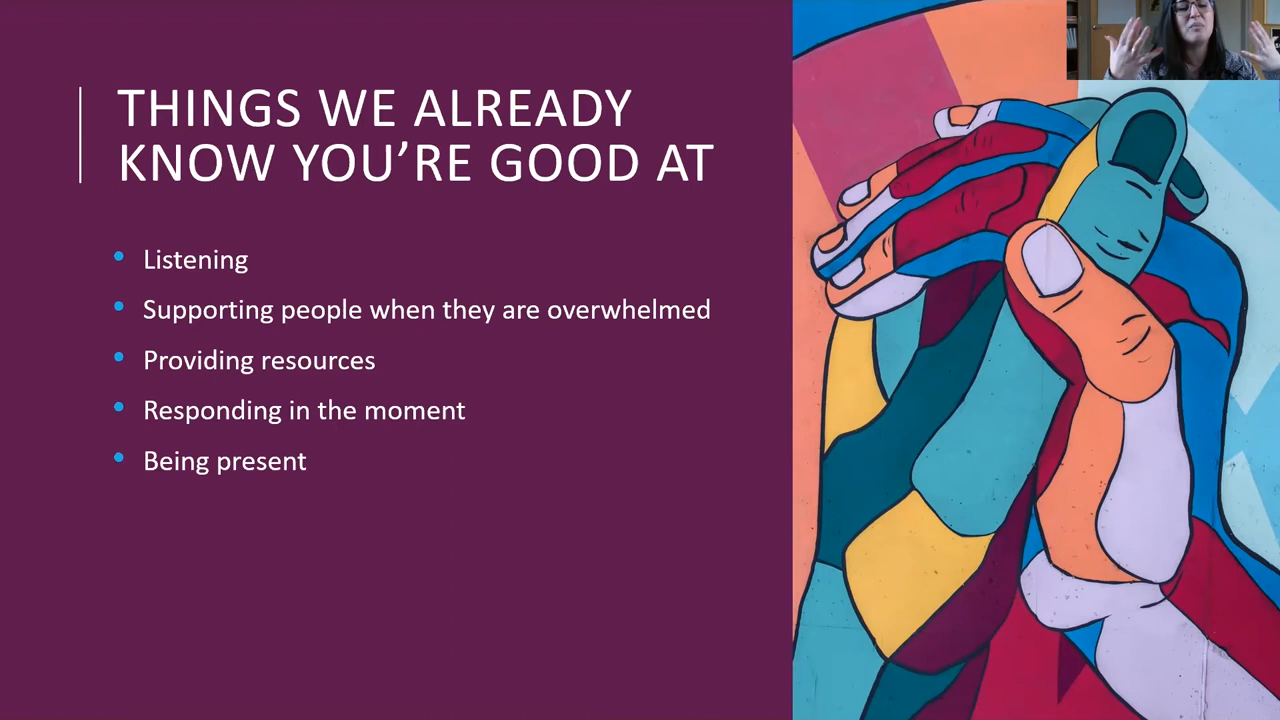 THINGS WE ALREADY
KNOW YOU’RE GOOD AT
Listening
Supporting people when they are overwhelmed
Providing resources
Responding in the moment
Being present